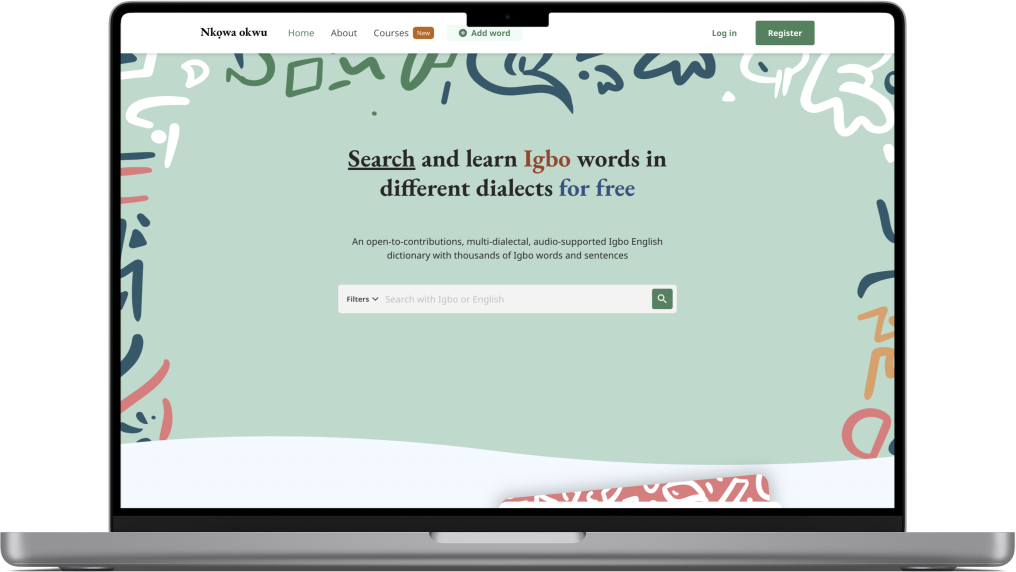 Nkọwa okwu Home About Courses New Add word Log in Register
Search and learn Igbo words in
different dialects for free
An open-to-contributions, multi-dialectal, audio-supported Igbo English
dictionary with thousands of Igbo words and sentences
Filters Search with Igbo or English